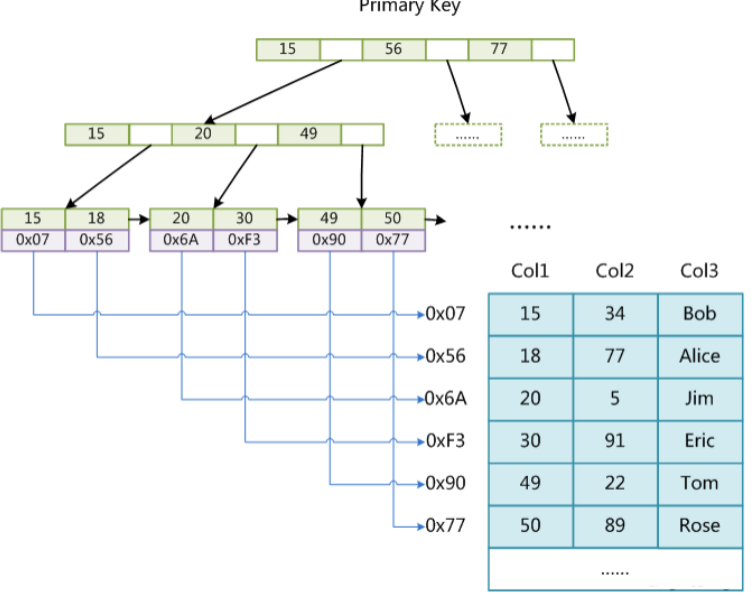 Primary Key
15 56 77
15 20 49 ...... ......
15 18 20 30 49 50
0x07 0x56 0x6A 0xF3 0x90 0x77
......
Col1 Col2 Col3
0x07 15 34 Bob
0x56 18 77 Alice
0x6A 20 5 Jim
0xF3 30 91 Eric
0x90 49 22 Tom
0x77 50 89 Rose
......